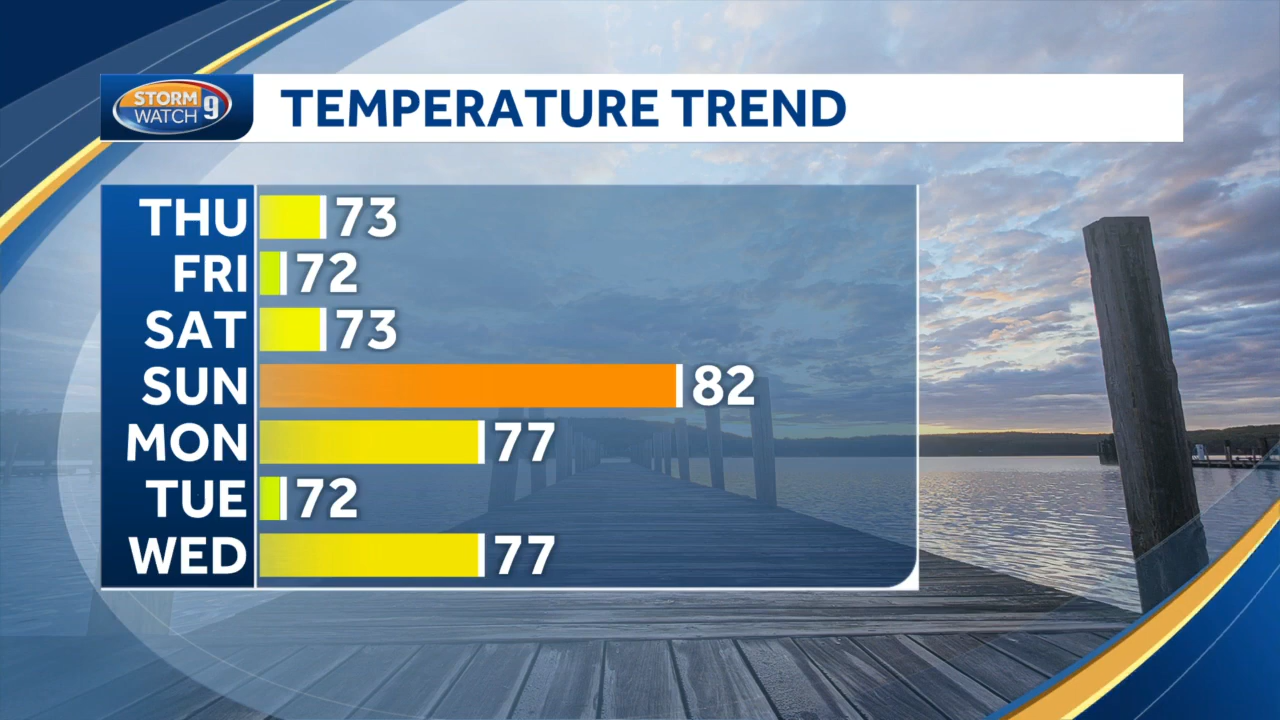 STORM
WATCH 9
TEMPERATURE TREND
THU 73
FRI 72
SAT 73
SUN 82
MON 77
TUE 72
WED 77